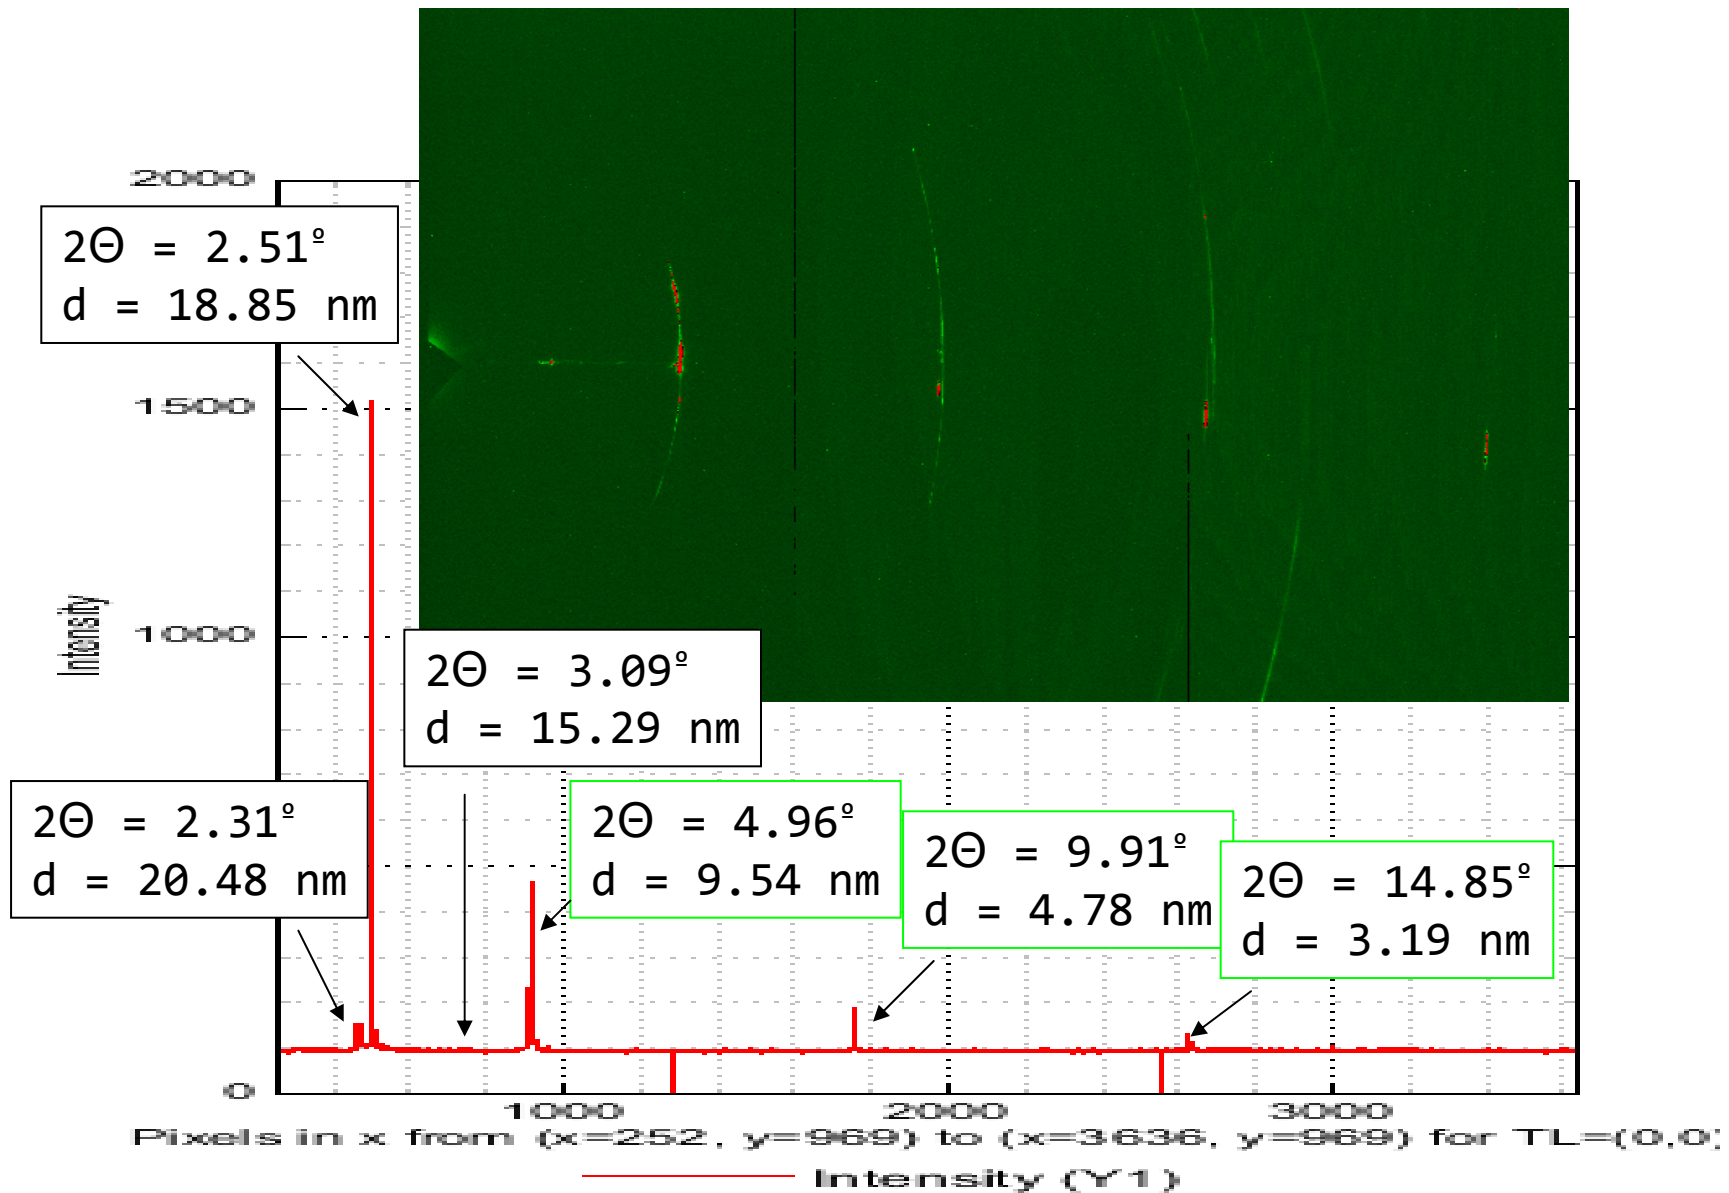 2000
2Θ = 2.51º
d = 18.85 nm
1500
Intensity
1000
2Θ = 3.09º
d = 15.29 nm
2Θ = 2.31º
d = 20.48 nm
2Θ = 4.96º
d = 9.54 nm
2Θ = 9.91º
d = 4.78 nm
2Θ = 14.85º
d = 3.19 nm
0
1000 2000 3000
Pixels in x from (x=252, y=969) to (x=3636, y=969) for TL=(0,0)
Intensity (Y1)